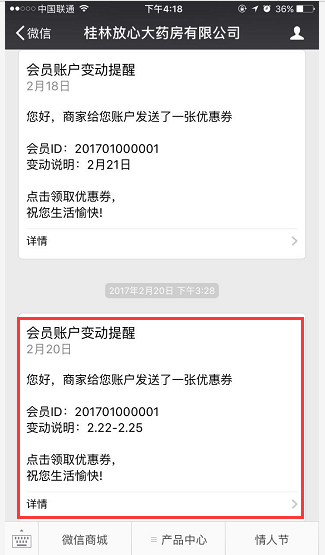 中国联通 下午4:18 36%
微信 桂林放心大药房有限公司
会员账户变动提醒
2月18日
您好，商家给您账户发送了一张优惠券
会员ID：201701000001
变动说明：2月21日
点击领取优惠券，
祝您生活愉快!
详情
2017年2月20日 下午3:28
会员账户变动提醒
2月20日
您好，商家给您账户发送了一张优惠券
会员ID：201701000001
变动说明：2.22-2.25
点击领取优惠券，
祝您生活愉快!
详情
微信商城 产品中心 情人节